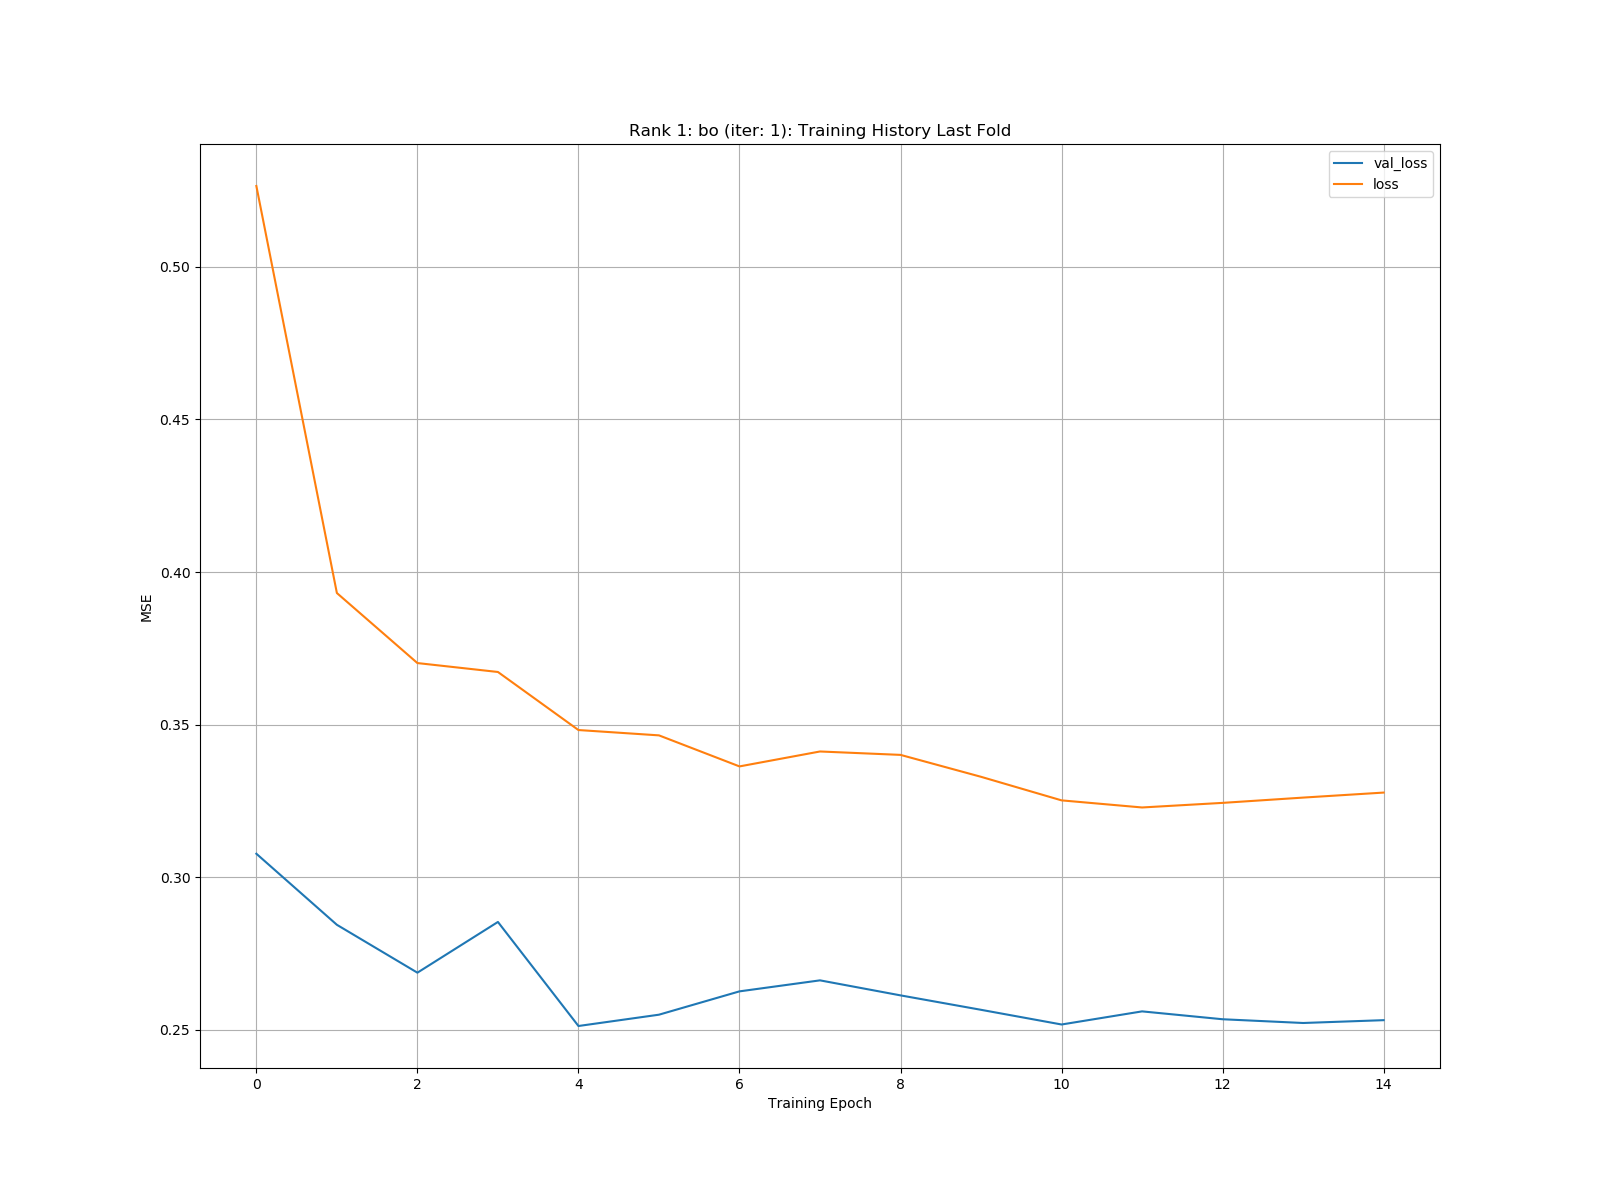 Rank 1: bo (iter: 1): Training History Last Fold
val_loss
loss
0.50
0.45
0.40
0.35
0.30
0.25
MSE
0 2 4 6 8 10 12 14
Training Epoch